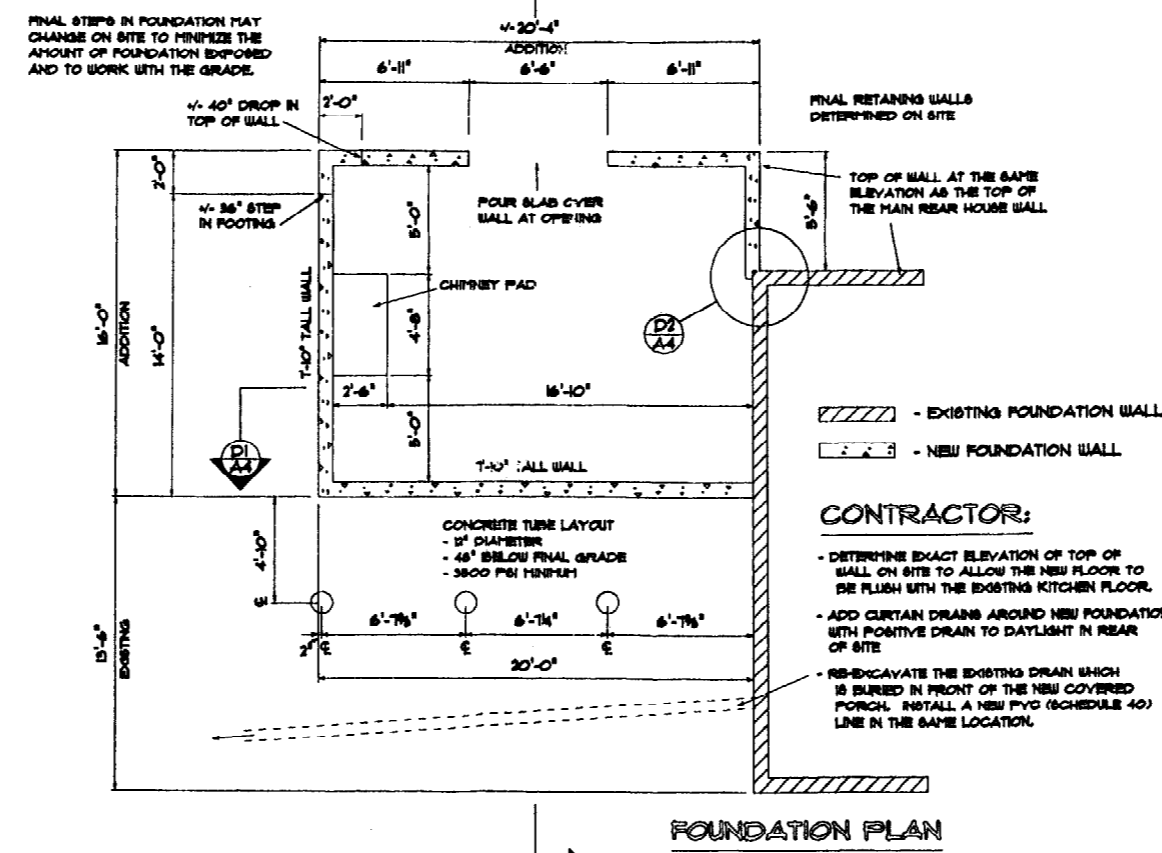 FINAL STEPS IN FOUNDATION MAY
CHANGE ON SITE TO MINIMIZE THE
AMOUNT OF FOUNDATION EXPOSED
AND TO WORK WITH THE GRADE.
+/- 20'-4"
ADDITION
6'-11"
6'-6"
6'-11"
+/- 40" DROP IN
TOP OF WALL
2'-0"
FINAL RETAINING WALLS
DETERMINED ON SITE
2'-0"
+/- 36" STEP
IN FOOTING
POUR SLAB OVER
WALL AT OPENING
5'-0"
5'-6"
TOP OF WALL AT THE SAME
ELEVATION AS THE TOP OF
THE MAIN REAR HOUSE WALL
CHIMNEY PAD
16'-0"
ADDITION
14'-0"
7'-10" TALL WALL
4'-8"
D2
A4
2'-6"
16'-10"
5'-0"
- EXISTING FOUNDATION WALL
- NEW FOUNDATION WALL
D1
A4
7'-10" TALL WALL
CONTRACTOR:
- DETERMINE EXACT ELEVATION OF TOP OF
WALL ON SITE TO ALLOW THE NEW FLOOR TO
BE FLUSH WITH THE EXISTING KITCHEN FLOOR.
- ADD CURTAIN DRAINS AROUND NEW FOUNDATION
WITH POSITIVE DRAIN TO DAYLIGHT IN REAR
OF SITE
- RE-EXCAVATE THE EXISTING DRAIN WHICH
IS BURIED IN FRONT OF THE NEW COVERED
PORCH. INSTALL A NEW PVC (SCHEDULE 40)
LINE IN THE SAME LOCATION.
CONCRETE TUBE LAYOUT
- 12" DIAMETER
- 48" BELOW FINAL GRADE
- 3500 PSI MINIMUM
4'-10"
13'-6"
EXISTING
2"
20'-0"
FOUNDATION PLAN